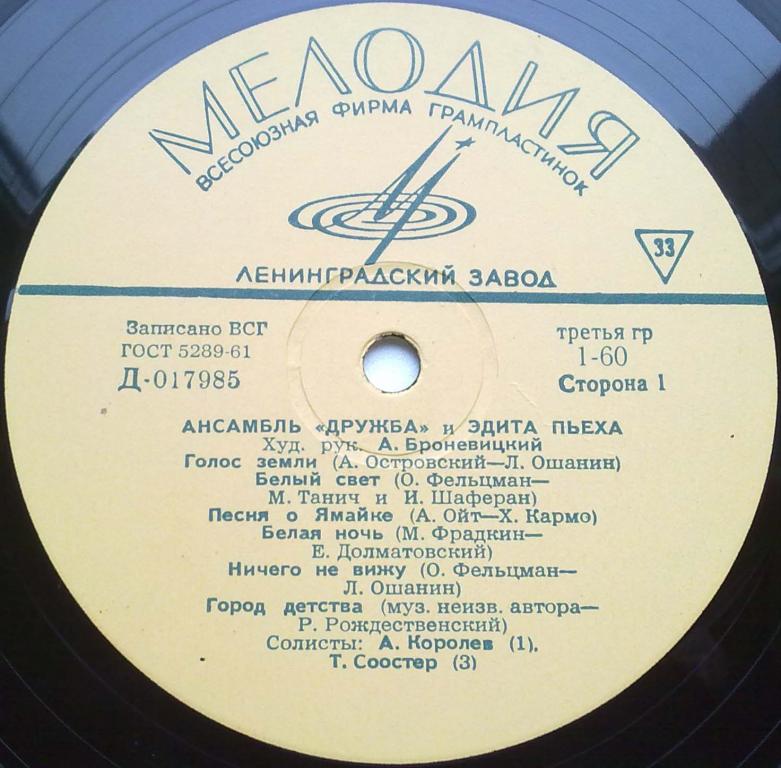 МЕЛОДИЯ
ВСЕСОЮЗНАЯ ФИРМА ГРАМПЛАСТИНОК
33
ЛЕНИНГРАДСКИЙ ЗАВОД
Записано ВСГ
ГОСТ 5289-61
Д-017985
третья гр
1-60
Сторона 1
АНСАМБЛЬ «ДРУЖБА» и ЭДИТА ПЬЕХА
Худ. рук. А. Броневицкий
Голос земли (А. Островский—Л. Ошанин)
Белый свет (О. Фельцман—
М. Танич и И. Шаферан)
Песня о Ямайке (А. Ойт—Х. Кармо)
Белая ночь (М. Фрадкин—
Е. Долматовский)
Ничего не вижу (О. Фельцман—
Л. Ошанин)
Город детства (муз. неизв. автора—
Р. Рождественский)
Солисты: А. Королев (1),
Т. Соостер (3)